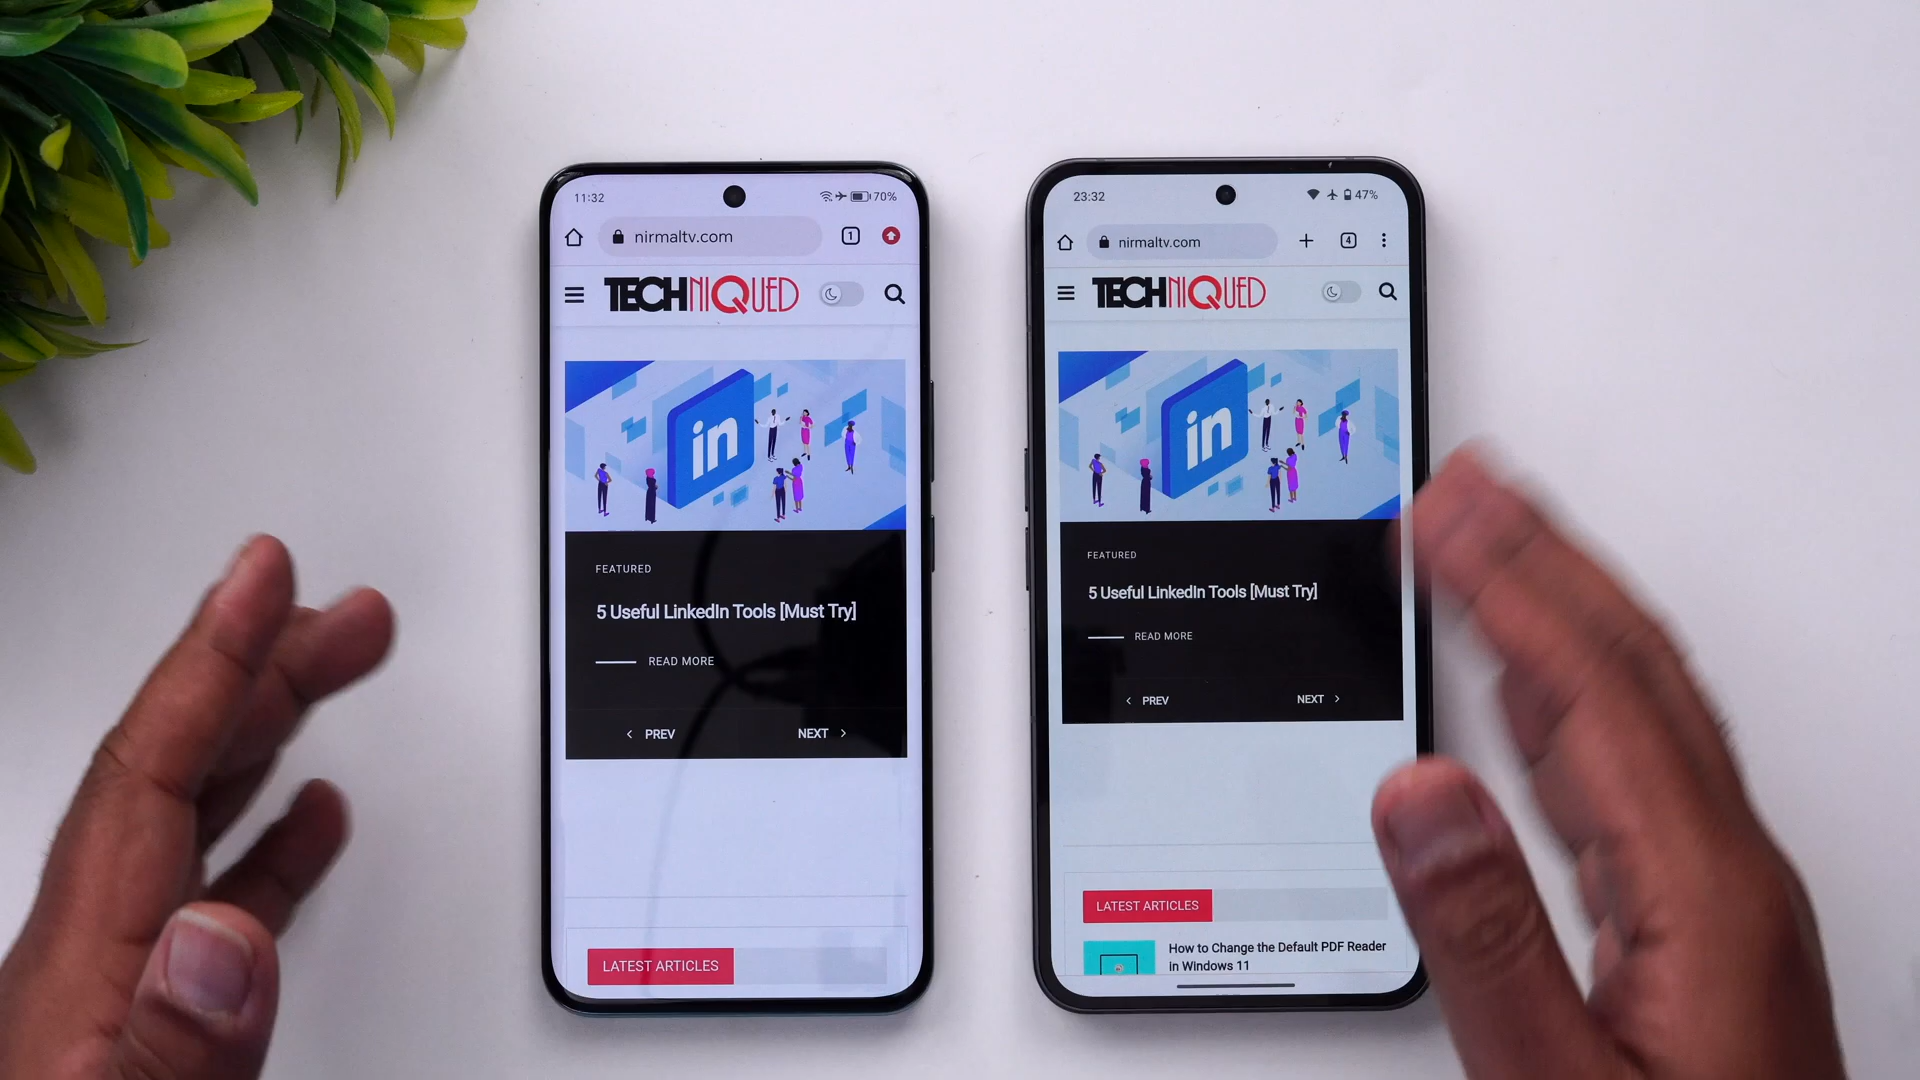 11:32
70%
nirmaltv.com
1
TECHNIQUED
in
FEATURED
5 Useful LinkedIn Tools [Must Try]
READ MORE
PREV
NEXT
LATEST ARTICLES
23:32
47%
nirmaltv.com
4
TECHNIQUED
in
FEATURED
5 Useful LinkedIn Tools [Must Try]
READ MORE
PREV
NEXT
LATEST ARTICLES
How to Change the Default PDF Reader
in Windows 11